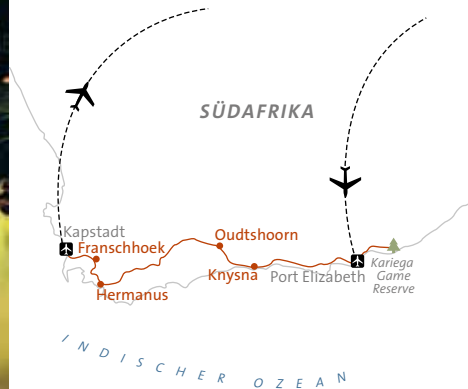 SÜDAFRIKA
Kapstadt
Franschhoek
Oudtshoorn
Knysna
Port Elizabeth
Kariega
Game
Reserve
Hermanus
INDISCHER OZEAN